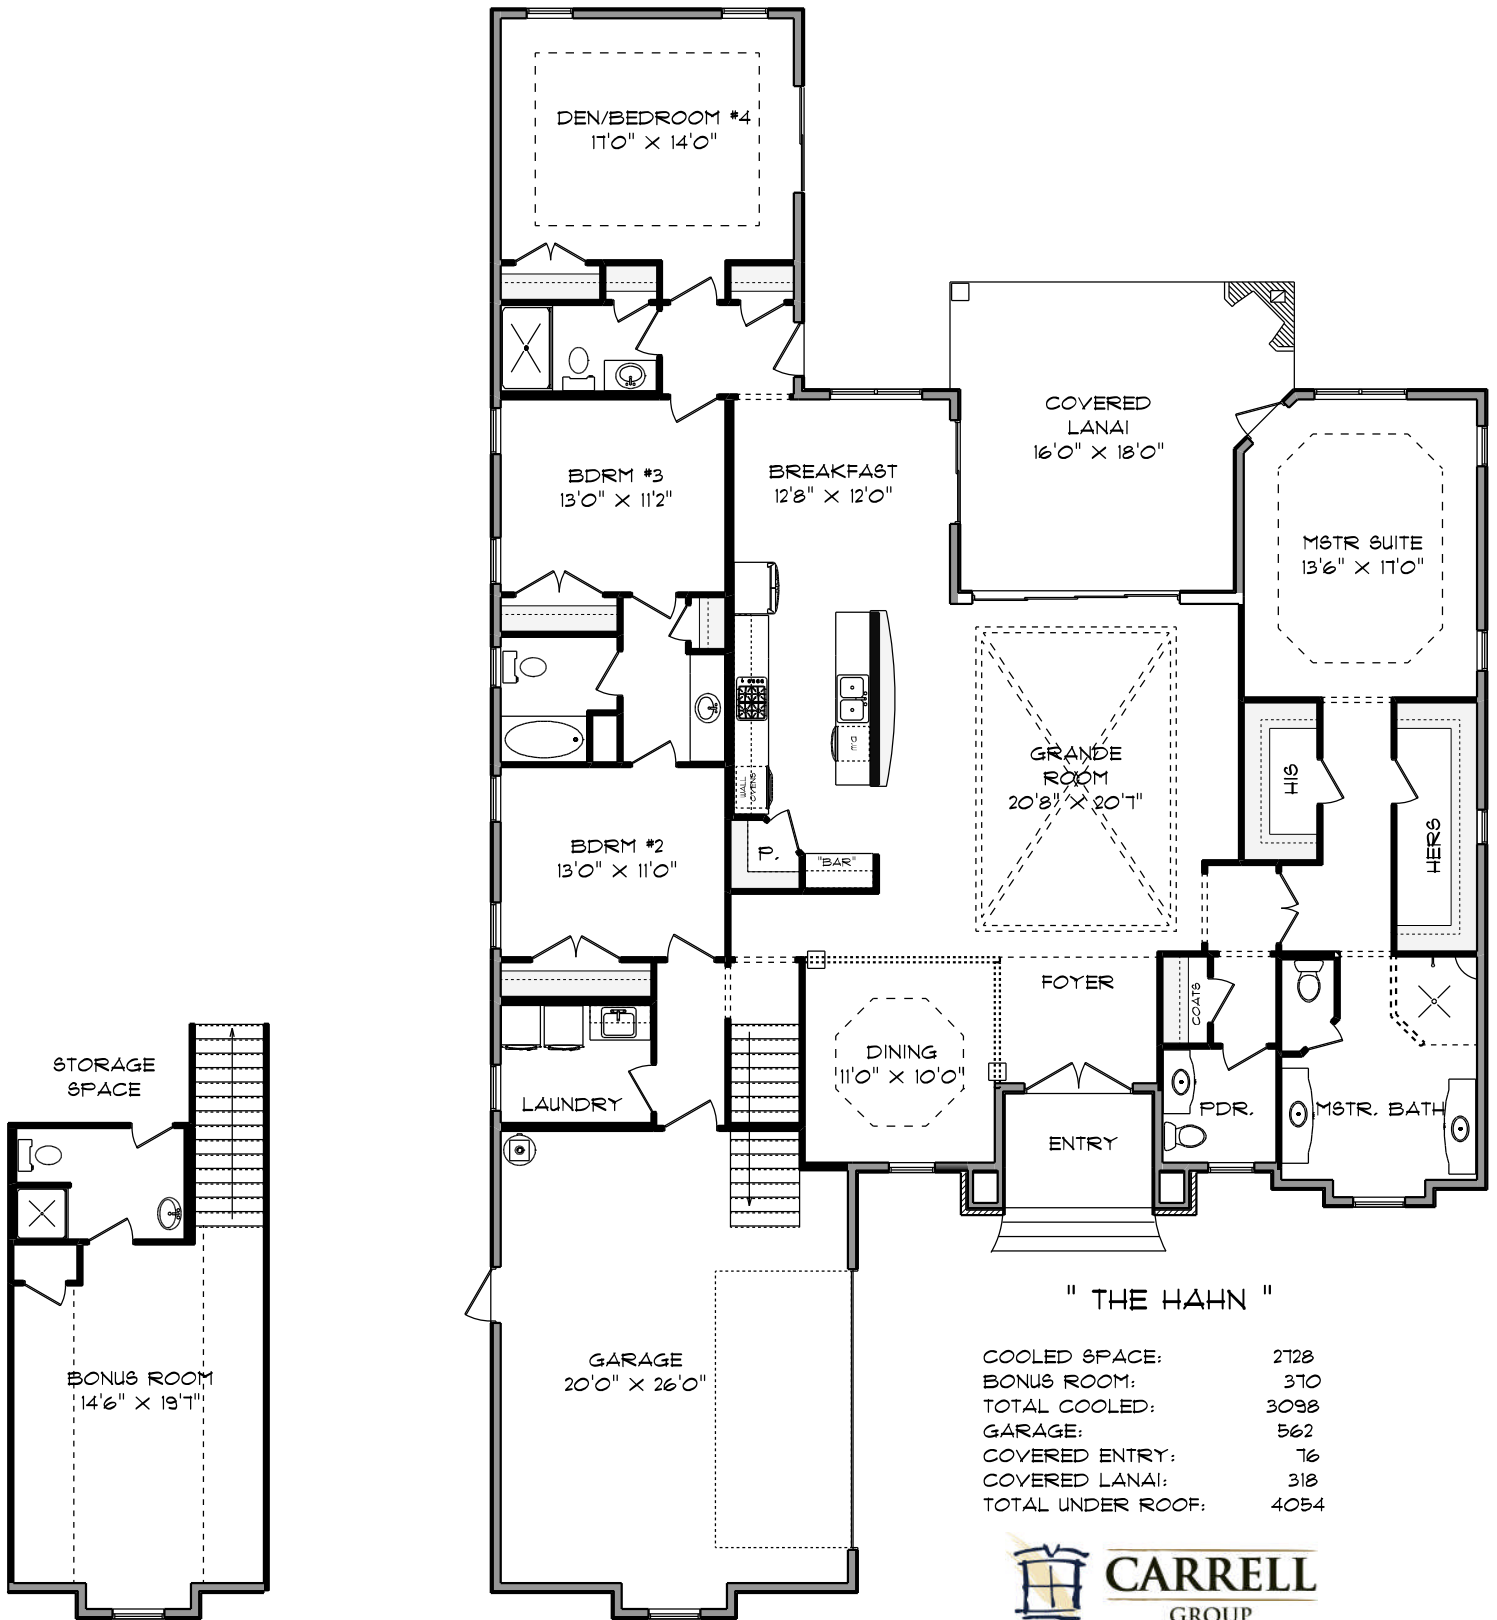 DEN/BEDROOM #4
17'0" X 14'0"
COVERED
LANAI
16'0" X 18'0"
BDRM #3
13'0" X 11'2"
BREAKFAST
12'8" X 12'0"
MSTR SUITE
13'6" X 17'0"
GRANDE
ROOM
20'8" X 20'7"
HIS
HERS
WALL
OVENS
D.W.
P.
"BAR"
BDRM #2
13'0" X 11'0"
FOYER
COATS
DINING
11'0" X 10'0"
LAUNDRY
PDR.
MSTR. BATH
ENTRY
STORAGE
SPACE
BONUS ROOM
14'6" X 19'7"
GARAGE
20'0" X 26'0"
" THE HAHN "
COOLED SPACE: 2728
BONUS ROOM: 370
TOTAL COOLED: 3098
GARAGE: 562
COVERED ENTRY: 76
COVERED LANAI: 318
TOTAL UNDER ROOF: 4054
CARRELL
GROUP